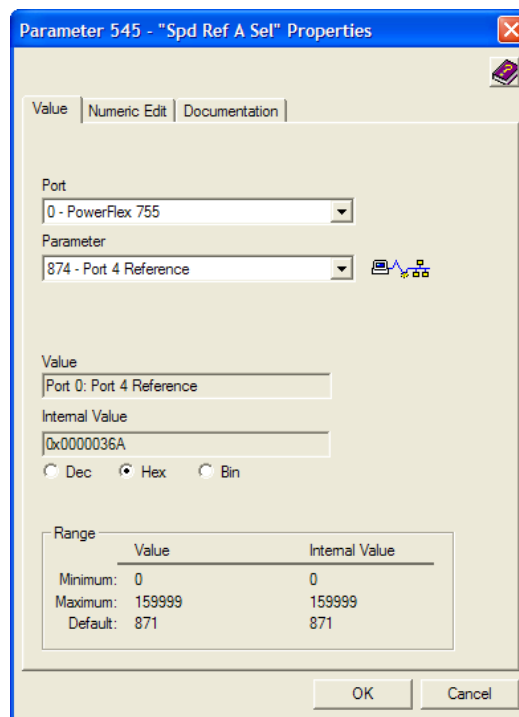 Parameter 545 - "Spd Ref A Sel" Properties
Value Numeric Edit Documentation
Port
0 - PowerFlex 755
Parameter
874 - Port 4 Reference
Value
Port 0: Port 4 Reference
Internal Value
0x0000036A
Dec Hex Bin
Range
Value Internal Value
Minimum: 0 0
Maximum: 159999 159999
Default: 871 871
OK Cancel